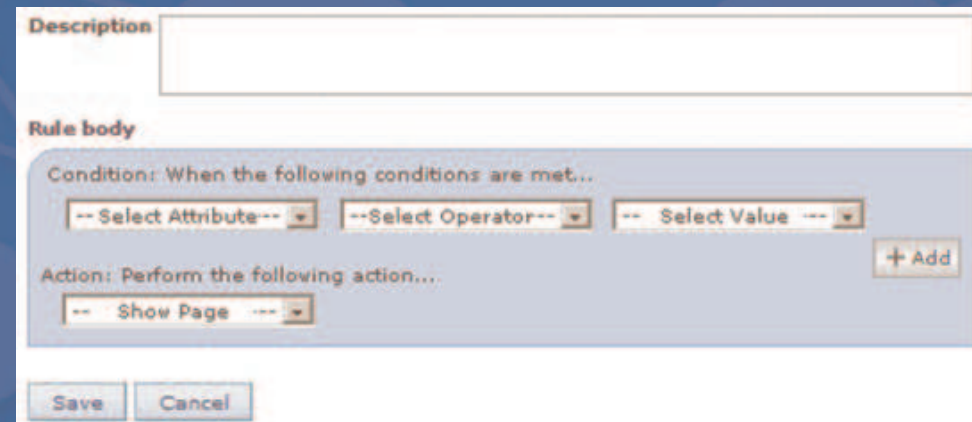 Description
Rule body
Condition: When the following conditions are met...
-- Select Attribute--- --Select Operator-- -- Select Value ---
+ Add
Action: Perform the following action...
-- Show Page ---
Save Cancel